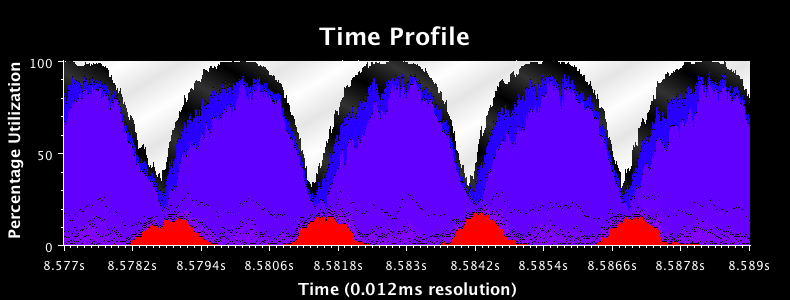 Time Profile
Percentage Utilization
100
50
0
8.577s 8.5782s 8.5794s 8.5806s 8.5818s 8.583s 8.5842s 8.5854s 8.5866s 8.5878s 8.589s
Time (0.012ms resolution)